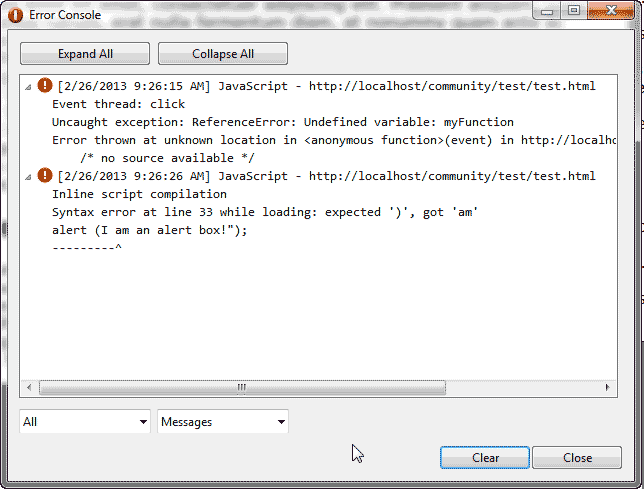 Error Console
Expand All
Collapse All
[2/26/2013 9:26:15 AM] JavaScript - http://localhost/community/test/test.html
Event thread: click
Uncaught exception: ReferenceError: Undefined variable: myFunction
Error thrown at unknown location in <anonymous function>(event) in http://localho
/* no source available */
[2/26/2013 9:26:26 AM] JavaScript - http://localhost/community/test/test.html
Inline script compilation
Syntax error at line 33 while loading: expected ')', got 'am'
alert (I am an alert box!");
---------^
All
Messages
Clear
Close